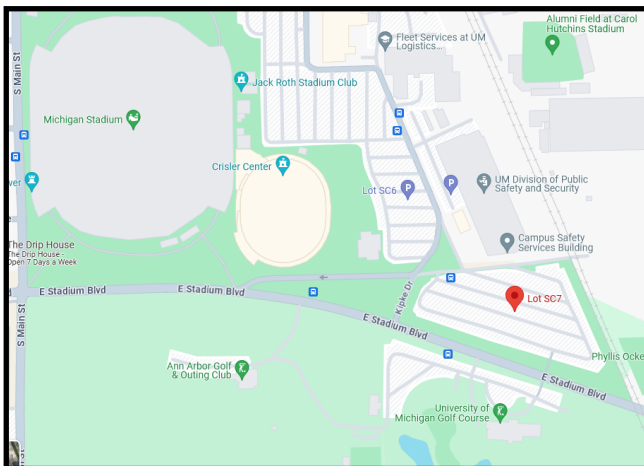 Alumni Field at Carol
Hutchins Stadium
Fleet Services at UM
Logistics...
S Main St
Jack Roth Stadium Club
Michigan Stadium
Crisler Center
Lot SC6
P
P
UM Division of Public
Safety and Security
wer
The Drip House
The Drip House -
Open 7 Days a Week
Campus Safety
Services Building
Kipke Dr
Lot SC7
E Stadium Blvd
E Stadium Blvd
E Stadium Blvd
S Main St
Phyllis Ocke
Ann Arbor Golf
& Outing Club
E Stadium Blvd
University of
Michigan Golf Course